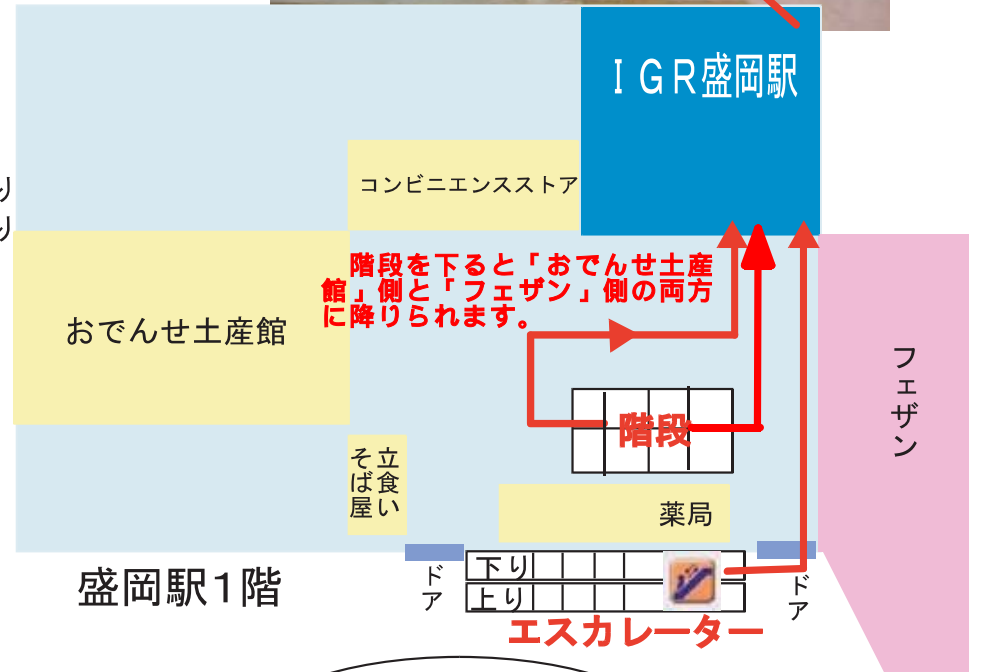 IGR盛岡駅
コンビニエンスストア
り
り
階段を下ると「おでんせ土産
館」側と「フェザン」側の両方
に降りられます。
おでんせ土産館
フェザン
階段
立食い
そば屋
薬局
下り
上り
ドア
ドア
盛岡駅1階
エスカレーター